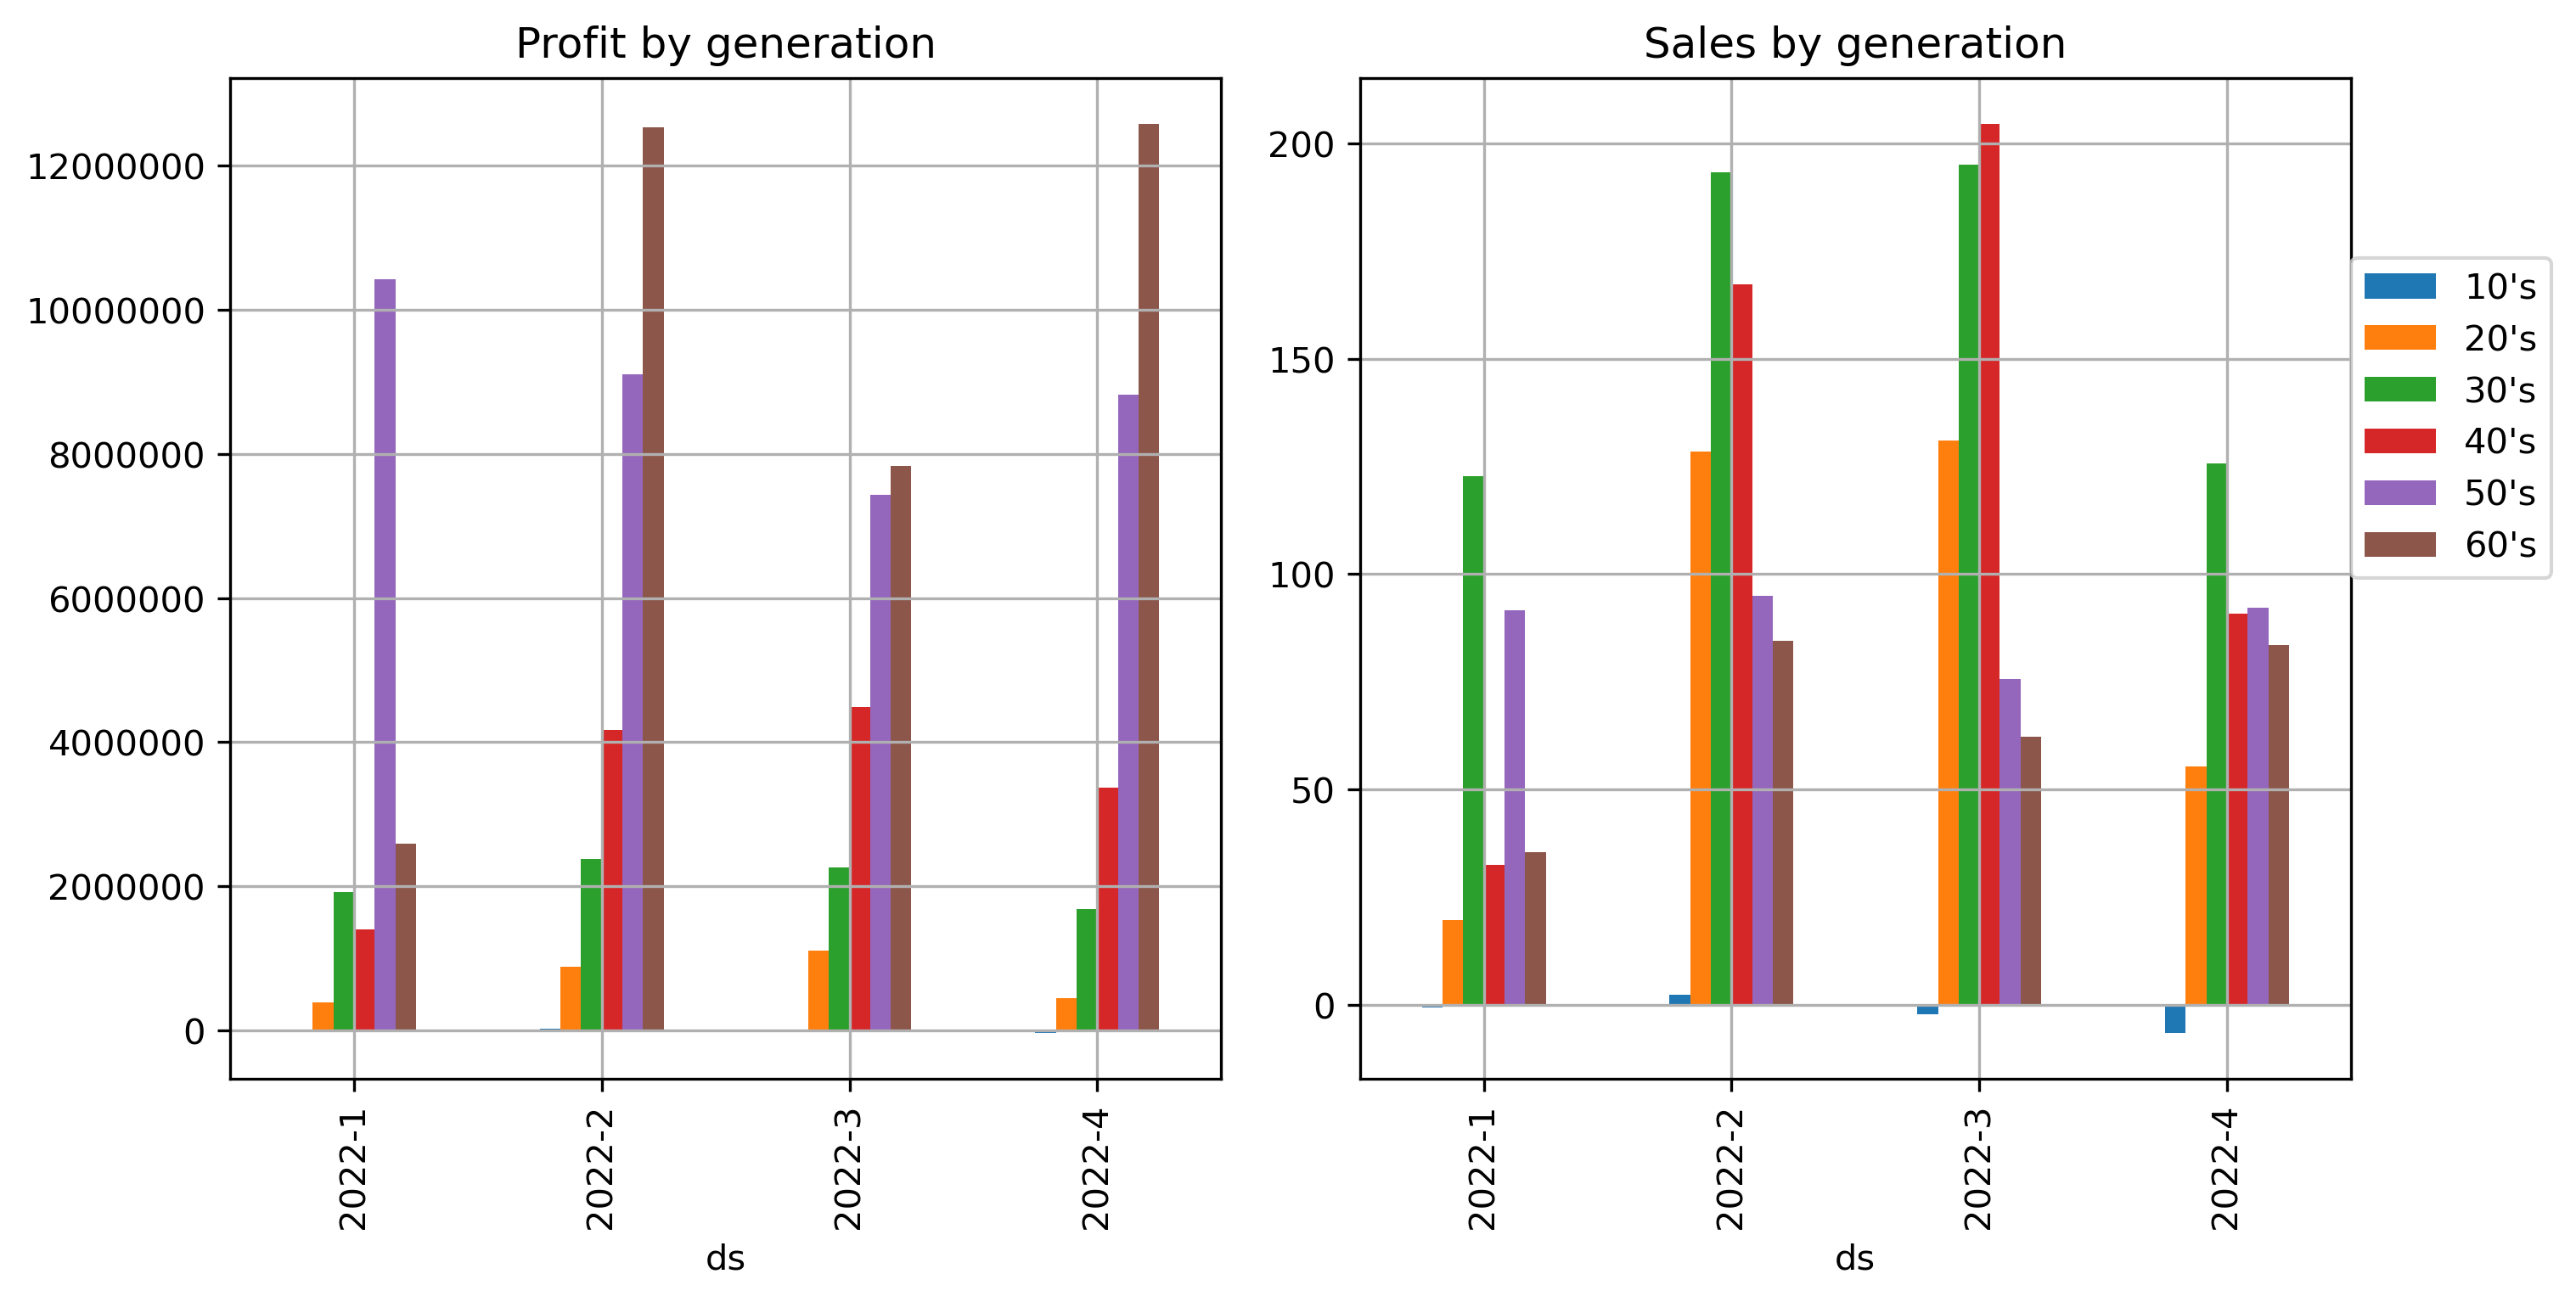 Profit by generation
12000000
10000000
8000000
6000000
4000000
2000000
0
2022-1
2022-2
2022-3
2022-4
ds
Sales by generation
200
150
100
50
0
2022-1
2022-2
2022-3
2022-4
ds
10's
20's
30's
40's
50's
60's